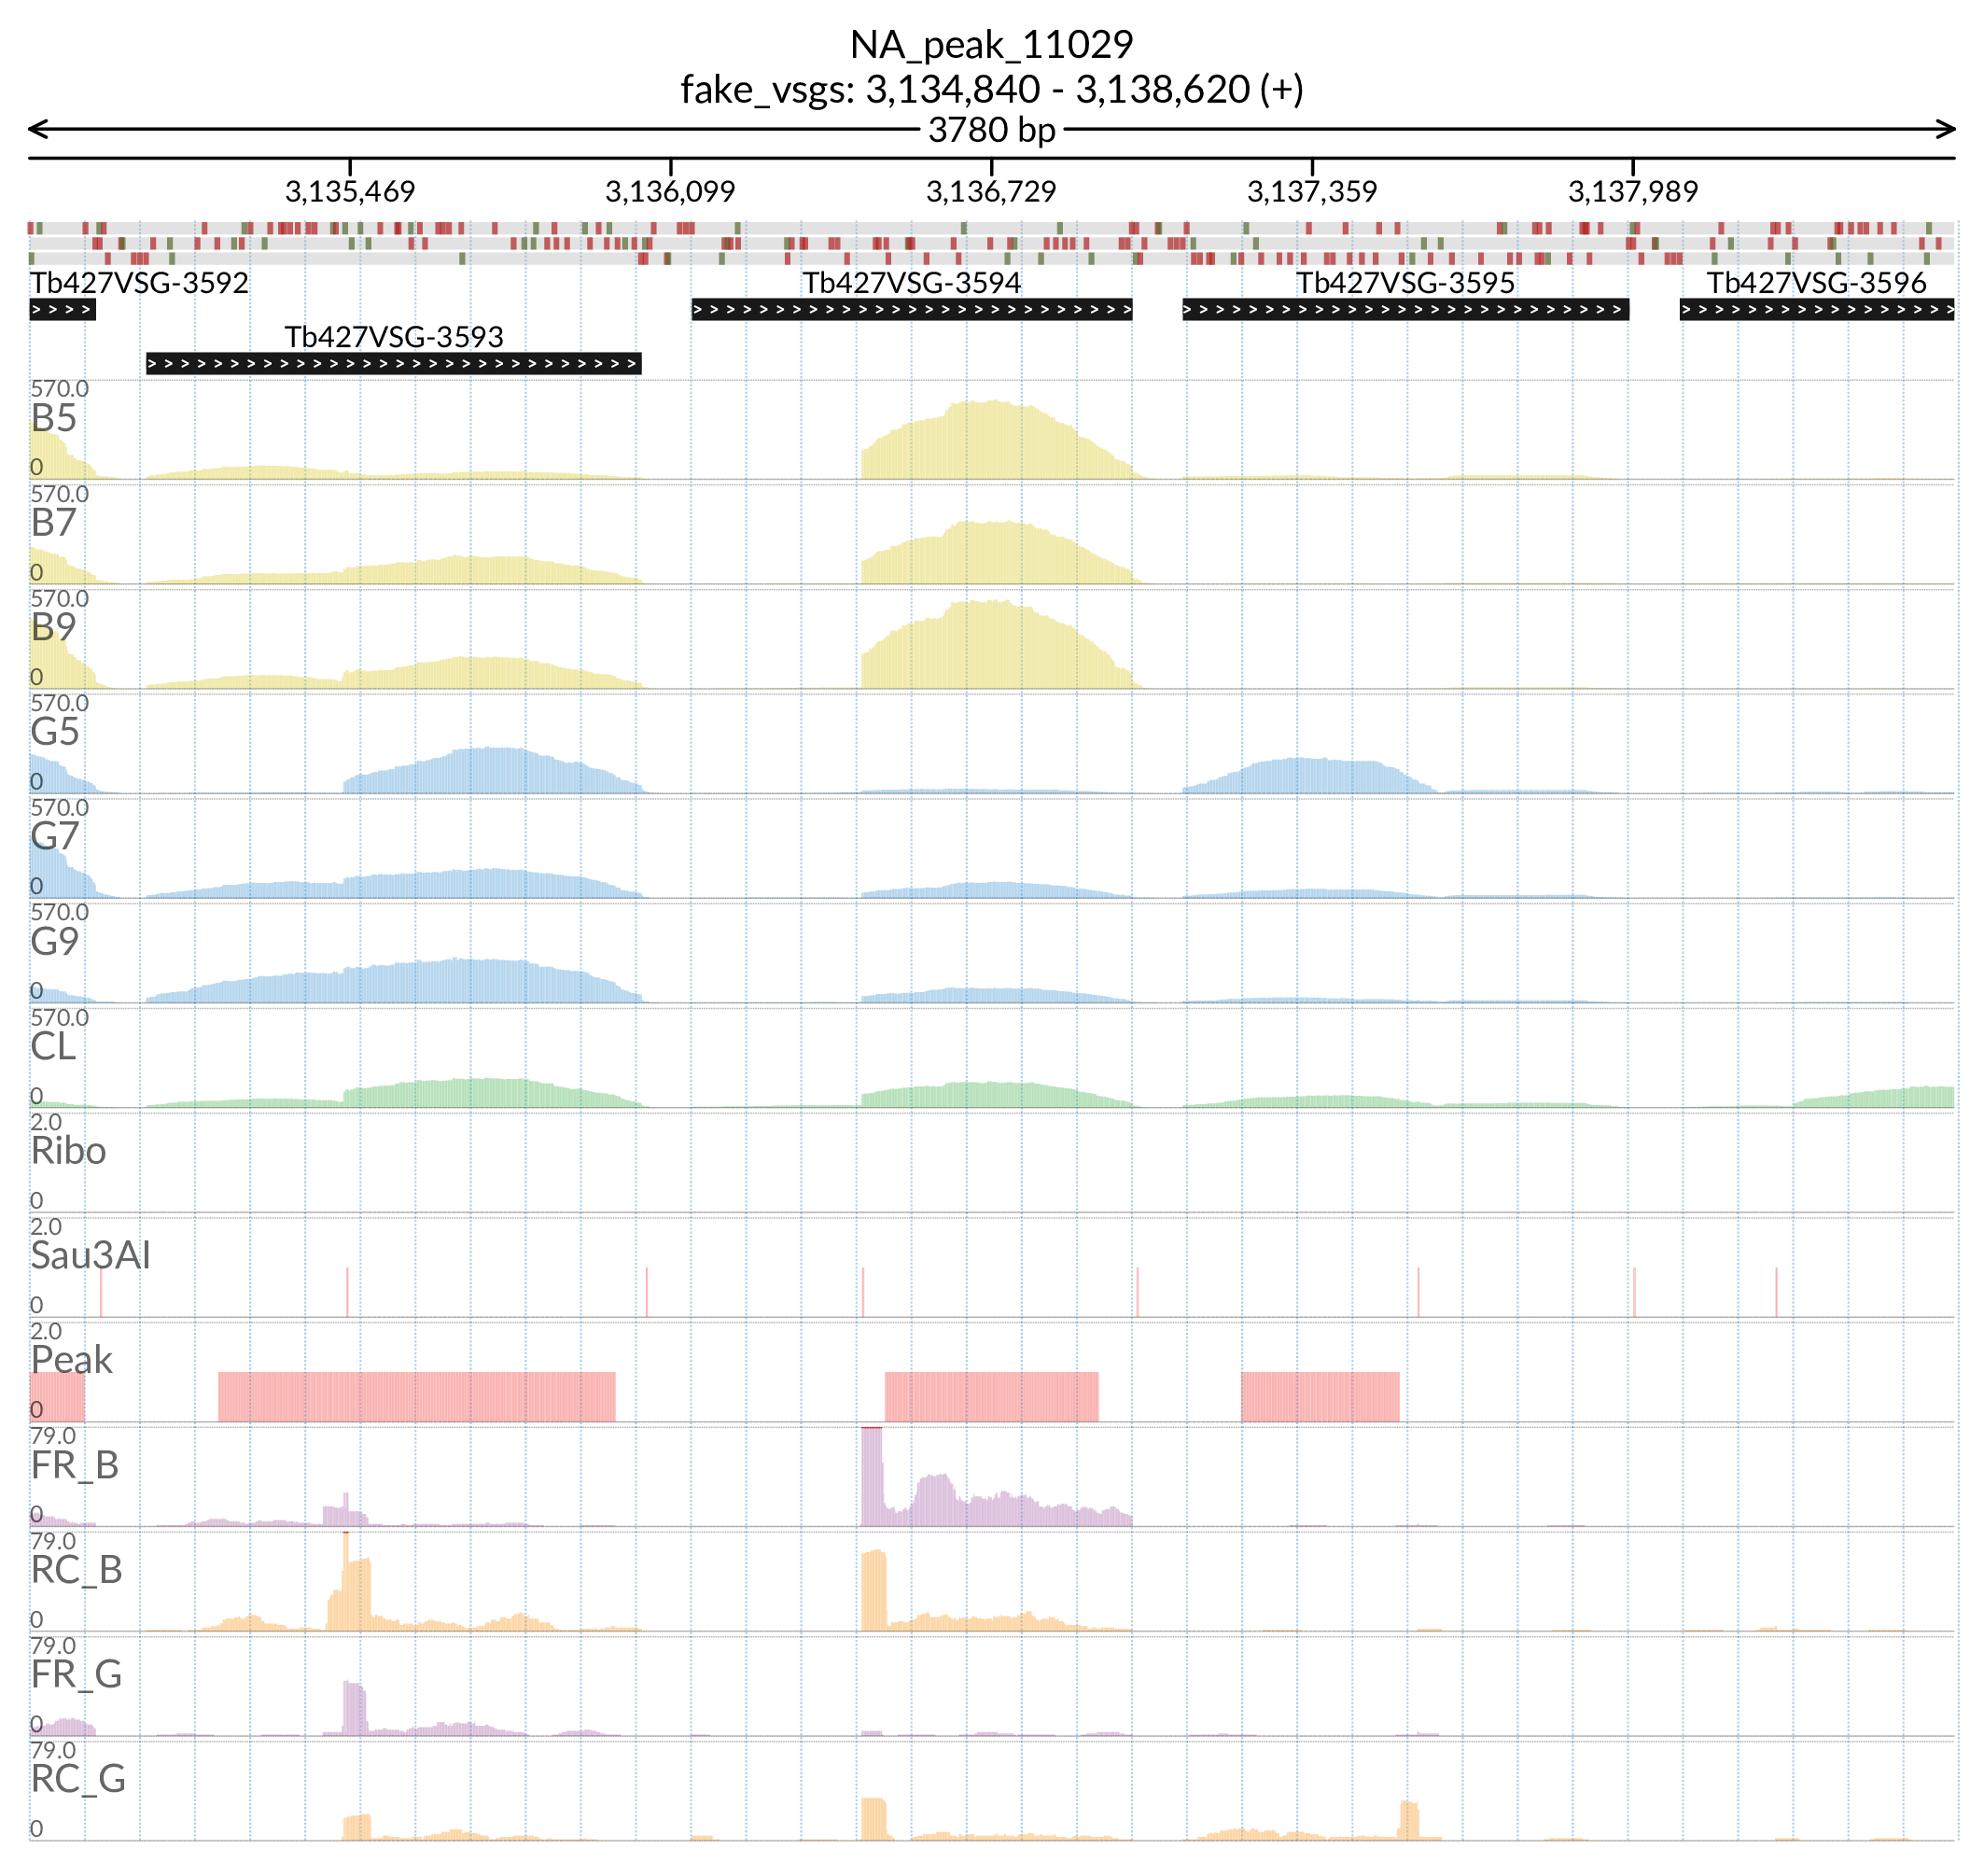 NA_peak_11029
fake_vsgs: 3,134,840 - 3,138,620 (+)
3780 bp
3,135,469 3,136,099 3,136,729 3,137,359 3,137,989
Tb427VSG-3592 Tb427VSG-3594 Tb427VSG-3595 Tb427VSG-3596
Tb427VSG-3593
570.0
B5
0
570.0
B7
0
570.0
B9
0
570.0
G5
0
570.0
G7
0
570.0
G9
0
570.0
CL
0
2.0
Ribo
0
2.0
Sau3AI
0
2.0
Peak
0
79.0
FR_B
0
79.0
RC_B
0
79.0
FR_G
0
79.0
RC_G
0